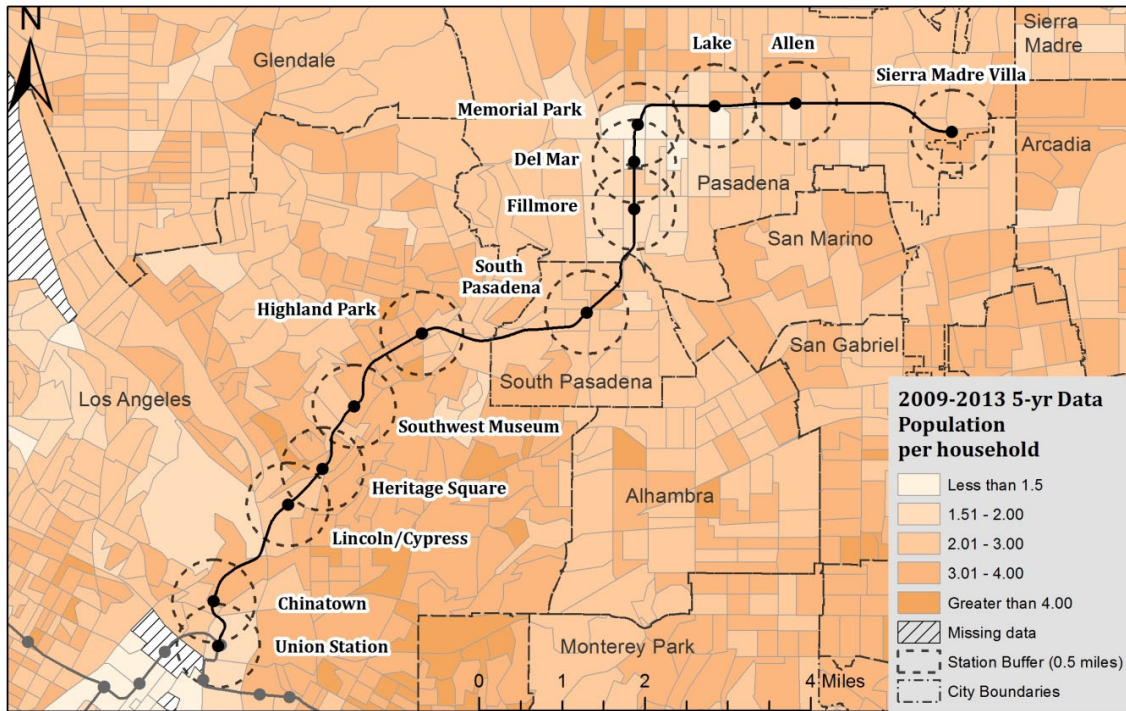 N
Glendale
Lake
Allen
Sierra
Madre
Sierra Madre Villa
Memorial Park
Arcadia
Del Mar
Pasadena
Fillmore
San Marino
South
Pasadena
Highland Park
San Gabriel
South Pasadena
Los Angeles
Southwest Museum
Heritage Square
Alhambra
Lincoln/Cypress
Chinatown
Union Station
Monterey Park
0 1 2 4 Miles
2009-2013 5-yr Data
Population
per household
Less than 1.5
1.51 - 2.00
2.01 - 3.00
3.01 - 4.00
Greater than 4.00
Missing data
Station Buffer (0.5 miles)
City Boundaries